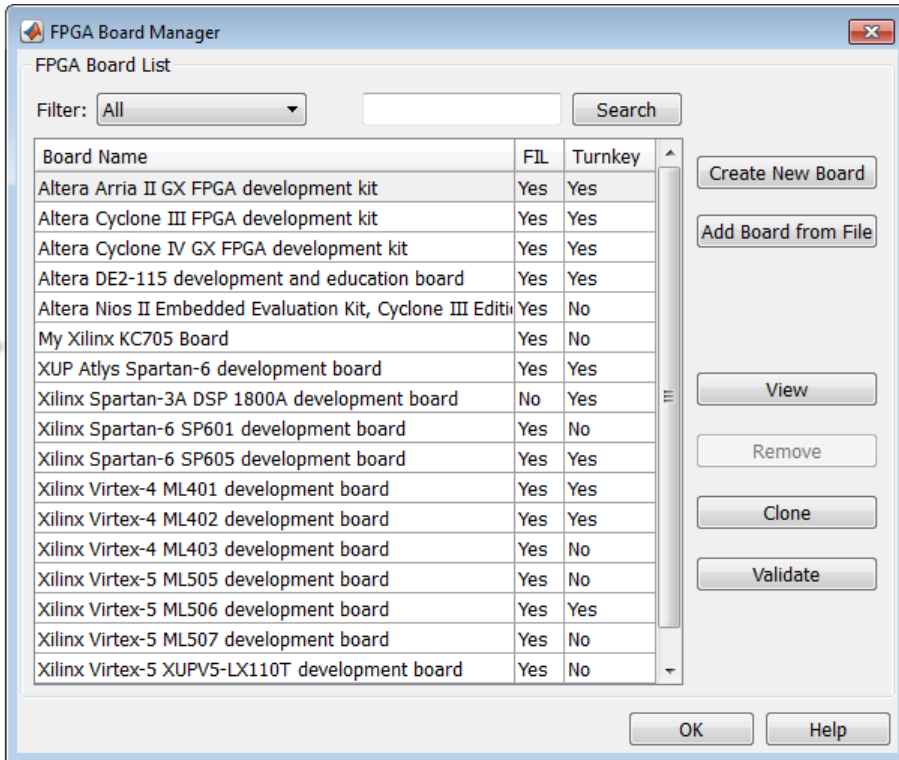 FPGA Board Manager
FPGA Board List
Filter: All Search
Board Name FIL Turnkey
Altera Arria II GX FPGA development kit Yes Yes
Altera Cyclone III FPGA development kit Yes Yes
Altera Cyclone IV GX FPGA development kit Yes Yes
Altera DE2-115 development and education board Yes Yes
Altera Nios II Embedded Evaluation Kit, Cyclone III Editi Yes No
My Xilinx KC705 Board Yes No
XUP Atlys Spartan-6 development board Yes Yes
Xilinx Spartan-3A DSP 1800A development board No Yes
Xilinx Spartan-6 SP601 development board Yes No
Xilinx Spartan-6 SP605 development board Yes Yes
Xilinx Virtex-4 ML401 development board Yes Yes
Xilinx Virtex-4 ML402 development board Yes Yes
Xilinx Virtex-4 ML403 development board Yes No
Xilinx Virtex-5 ML505 development board Yes No
Xilinx Virtex-5 ML506 development board Yes Yes
Xilinx Virtex-5 ML507 development board Yes No
Xilinx Virtex-5 XUPV5-LX110T development board Yes No
Create New Board
Add Board from File
View
Remove
Clone
Validate
OK Help